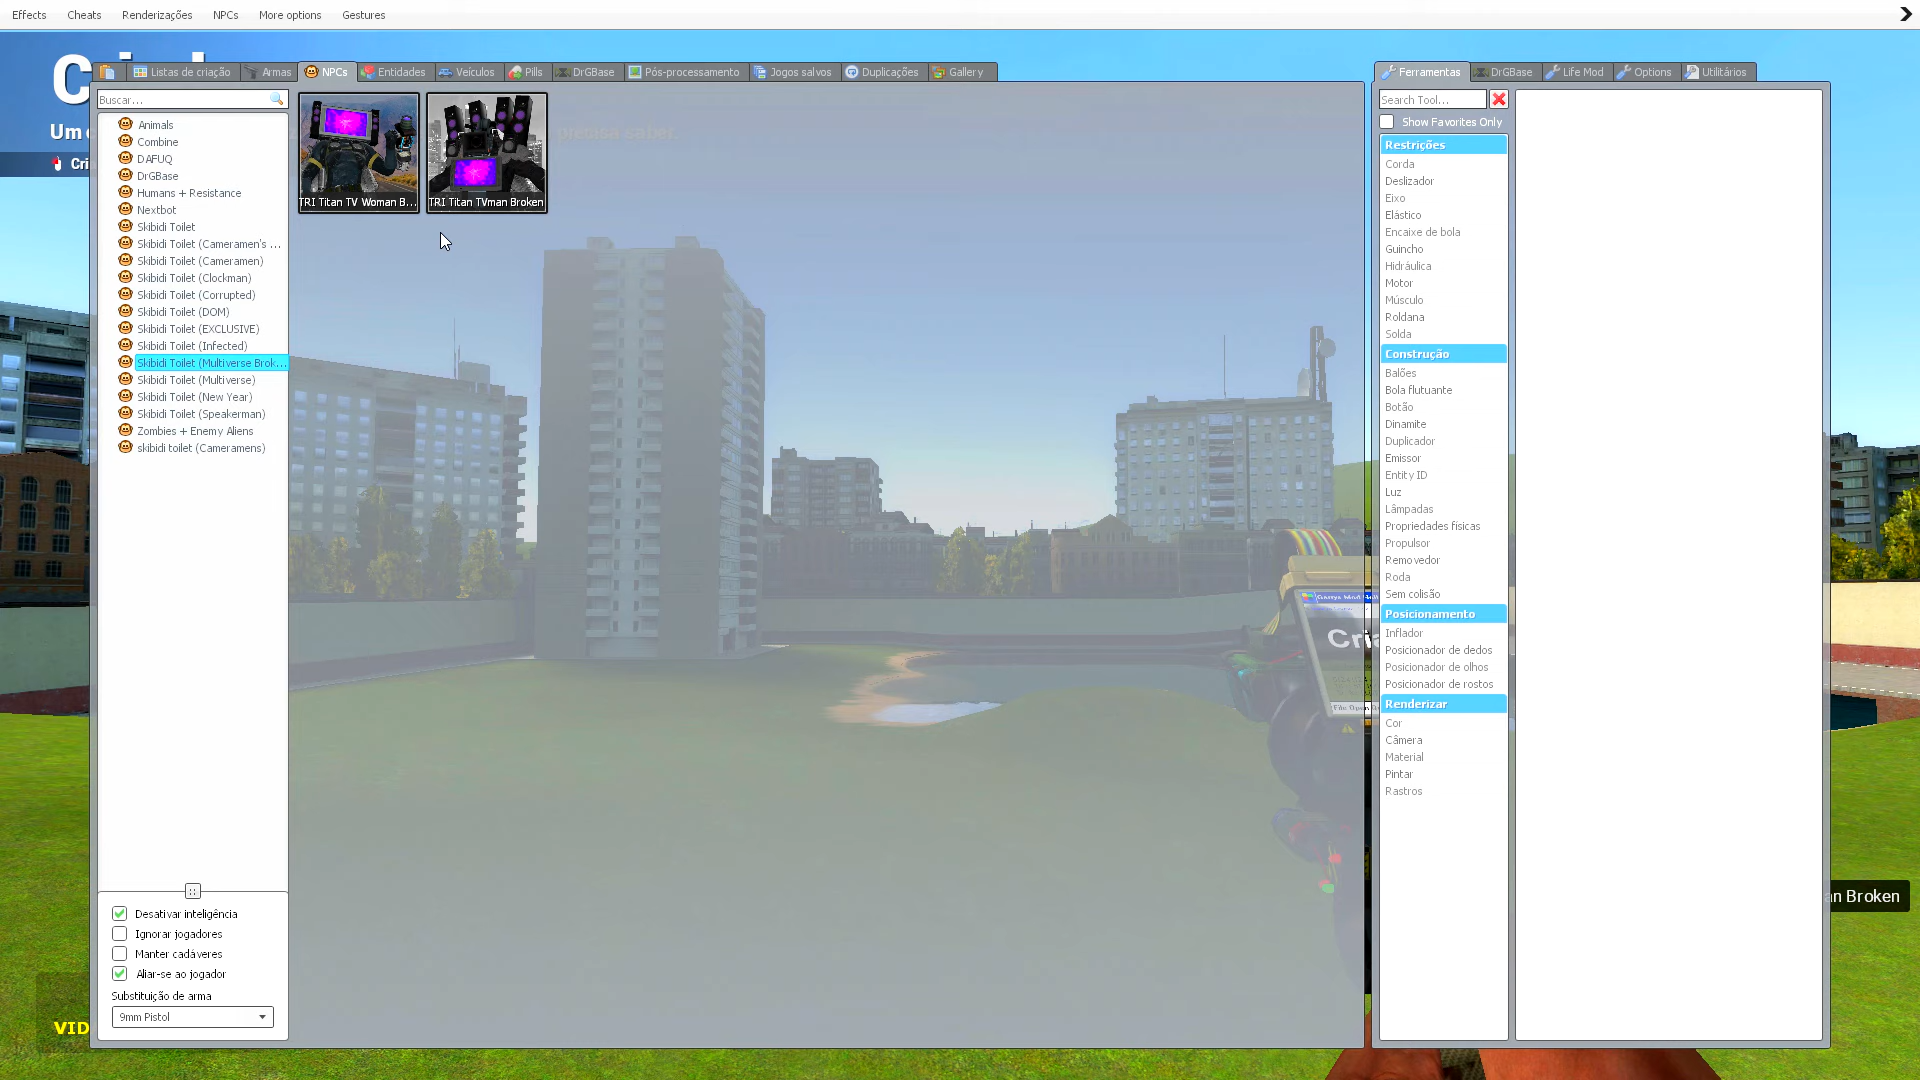 Effects Cheats Renderizações NPCs More options Gestures
Listas de criação Armas NPCs Entidades Veículos Pills DrGBase Pós-processamento Jogos salvos Duplicações Gallery
Ferramentas DrGBase Life Mod Options Utilitários
Buscar...
Animals
Combine
DAFUQ
DrGBase
Humans + Resistance
Nextbot
Skibidi Toilet
Skibidi Toilet (Cameramen's ...
Skibidi Toilet (Cameramen)
Skibidi Toilet (Clockman)
Skibidi Toilet (Corrupted)
Skibidi Toilet (DOM)
Skibidi Toilet (EXCLUSIVE)
Skibidi Toilet (Infected)
Skibidi Toilet (Multiverse Brok...
Skibidi Toilet (Multiverse)
Skibidi Toilet (New Year)
Skibidi Toilet (Speakerman)
Zombies + Enemy Aliens
skibidi toilet (Cameramens)
Desativar inteligência
Ignorar jogadores
Manter cadáveres
Aliar-se ao jogador
Substituição de arma
9mm Pistol
TRI Titan TV Woman B...
TRI Titan TVman Broken
precisa saber.
Um
Cri
VID
Cria
Search Tool...
Show Favorites Only
Restrições
Corda
Deslizador
Eixo
Elástico
Encaixe de bola
Guincho
Hidráulica
Motor
Músculo
Roldana
Solda
Construção
Balões
Bola flutuante
Botão
Dinamite
Duplicador
Emissor
Entity ID
Luz
Lâmpadas
Propriedades físicas
Propulsor
Removedor
Roda
Sem colisão
Posicionamento
Inflador
Posicionador de dedos
Posicionador de olhos
Posicionador de rostos
Renderizar
Cor
Câmera
Material
Pintar
Rastros
an Broken